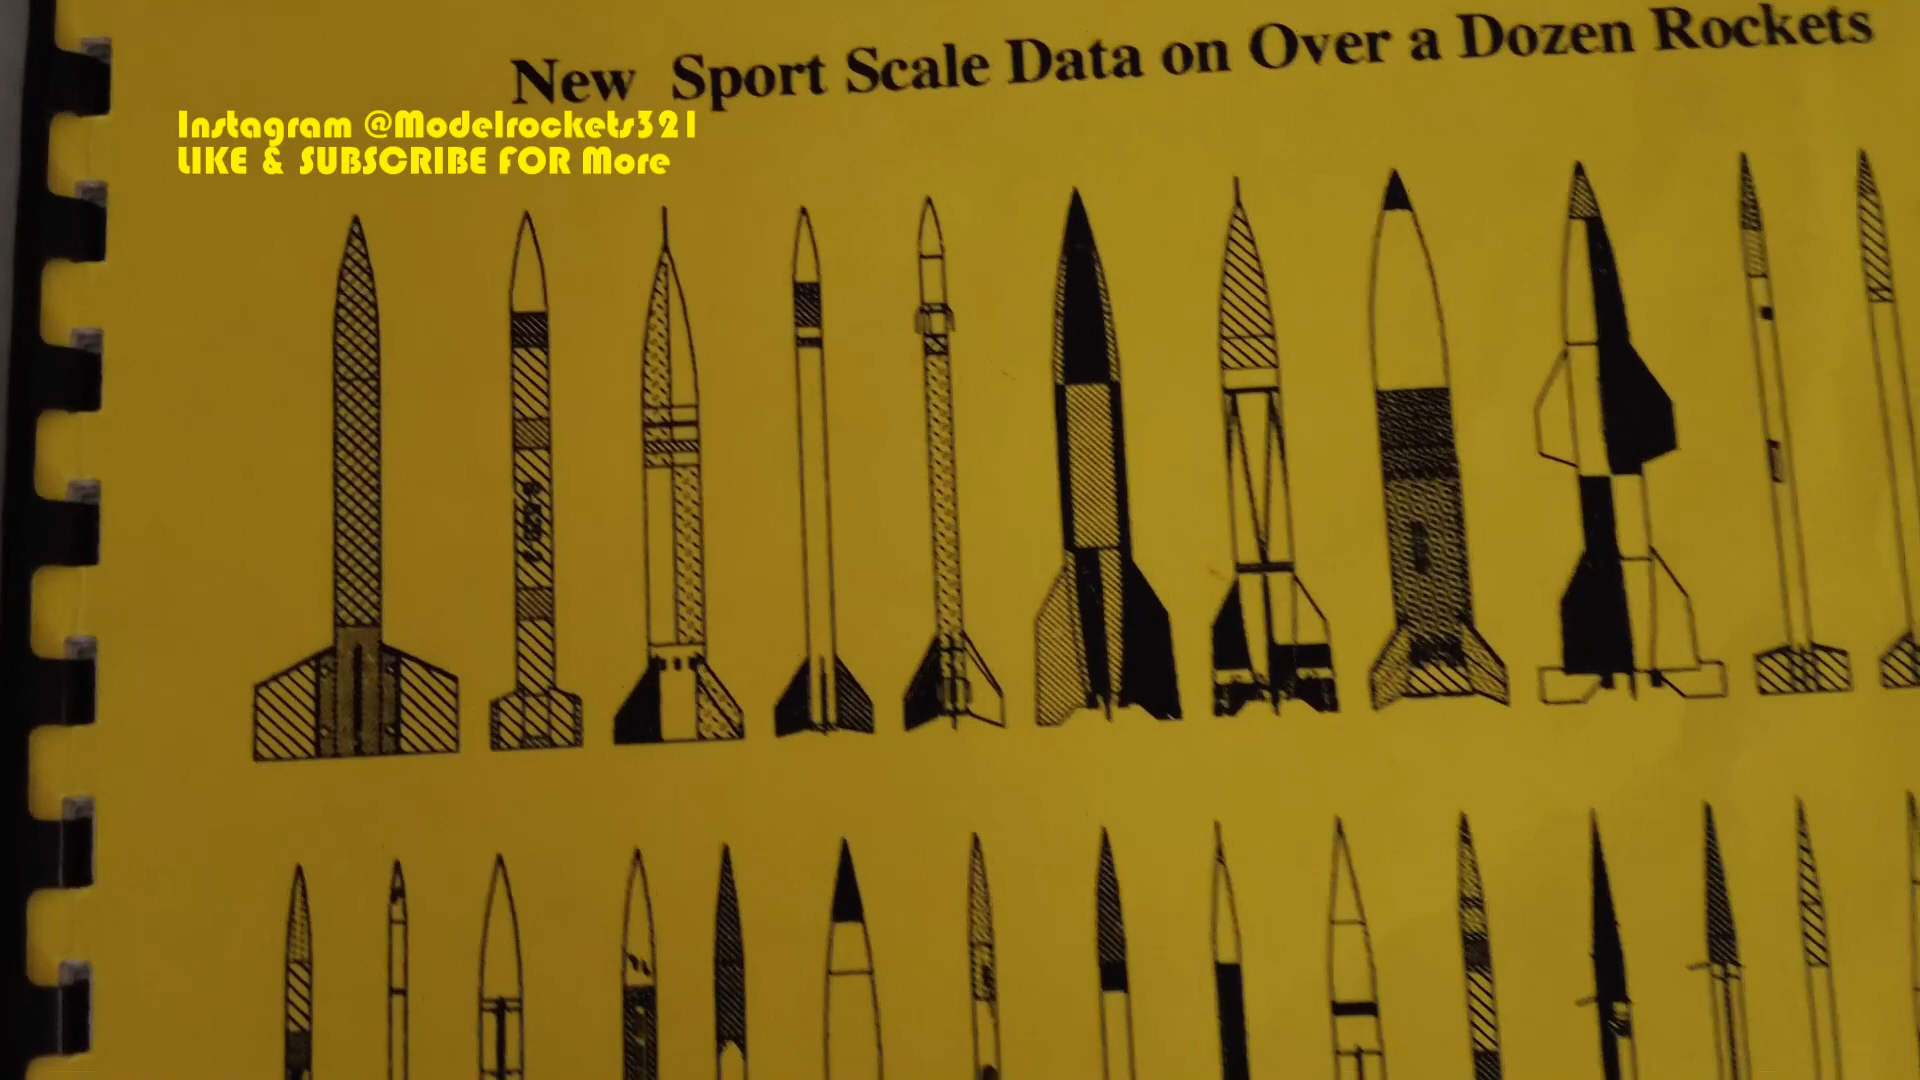 New Sport Scale Data on Over a Dozen Rockets
Instagram @Modelrockets321
LIKE & SUBSCRIBE FOR More